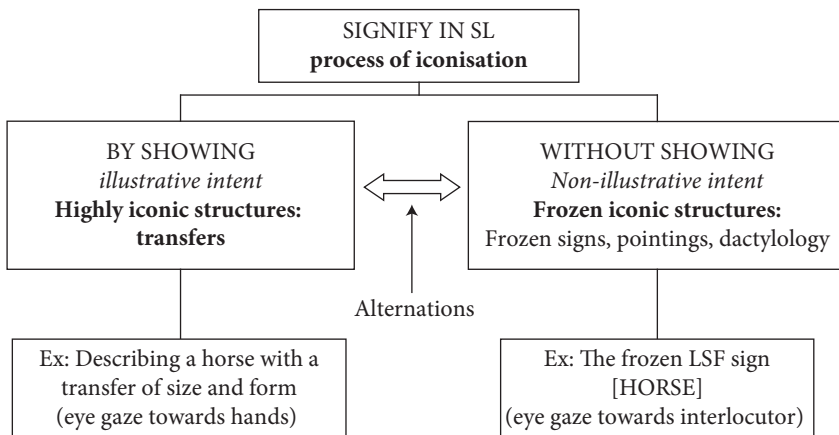 SIGNIFY IN SL
process of iconisation
BY SHOWING
illustrative intent
Highly iconic structures:
transfers
WITHOUT SHOWING
Non-illustrative intent
Frozen iconic structures:
Frozen signs, pointings, dactylology
Alternations
Ex: Describing a horse with a
transfer of size and form
(eye gaze towards hands)
Ex: The frozen LSF sign
[HORSE]
(eye gaze towards interlocutor)